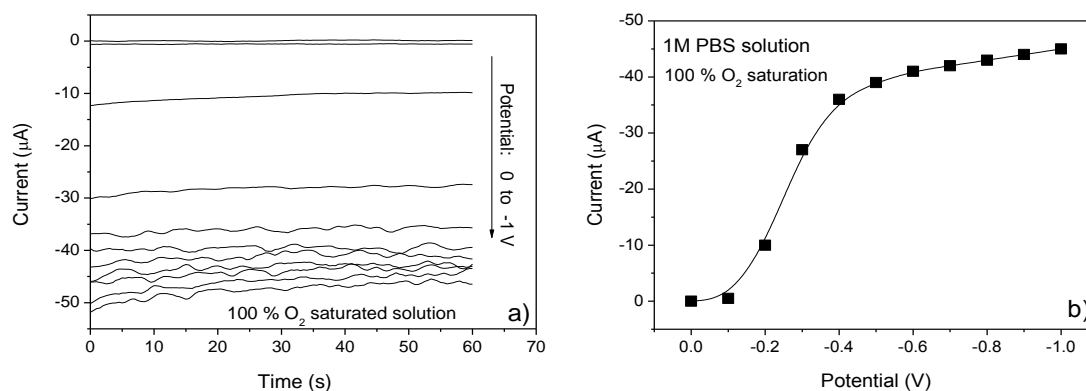 0
-10
-20
-30
-40
-50
Current (μA)
0 10 20 30 40 50 60 70
Time (s)
Potential: 0 to -1 V
100 % O₂ saturated solution
a)
-50
-40
-30
-20
-10
0
Current (μA)
0.0 -0.2 -0.4 -0.6 -0.8 -1.0
Potential (V)
1M PBS solution
100 % O₂ saturation
b)